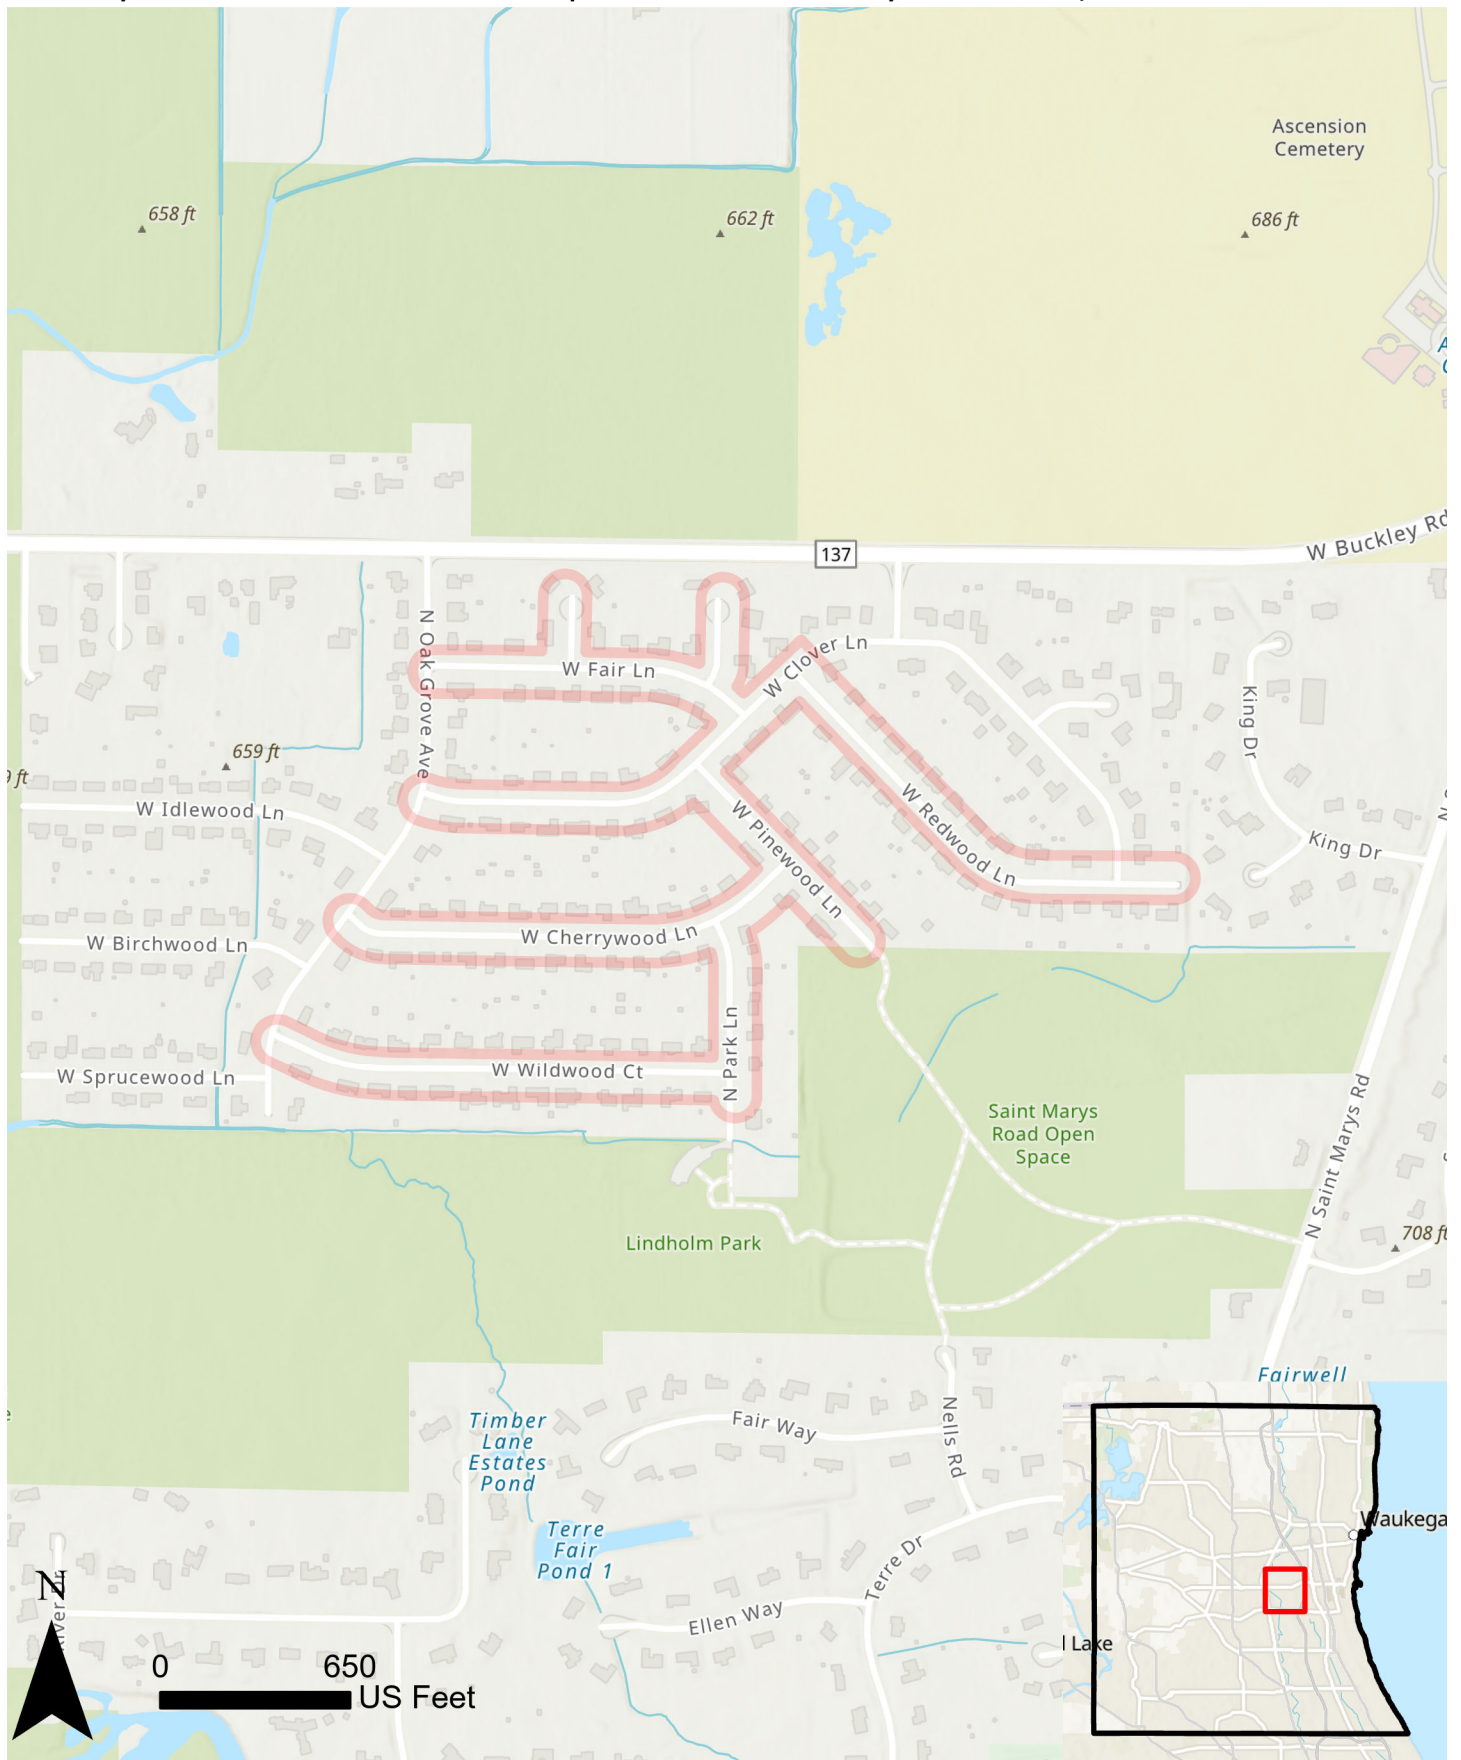 Ascension
Cemetery
658 ft
662 ft
686 ft
137
W Buckley Rd
N Oak Grove Ave
W Fair Ln
W Clover Ln
King Dr
659 ft
W Idlewood Ln
W Pinewood Ln
W Redwood Ln
King Dr
W Birchwood Ln
W Cherrywood Ln
W Sprucewood Ln
W Wildwood Ct
N Park Ln
Saint Marys
Road Open
Space
N Saint Marys Rd
Lindholm Park
708 ft
Fairwell
Timber
Lane
Estates
Pond
Fair Way
Nells Rd
Terre
Fair
Pond 1
Terre Dr
Ellen Way
N
River Dr
0 650
US Feet
Waukega
l Lake